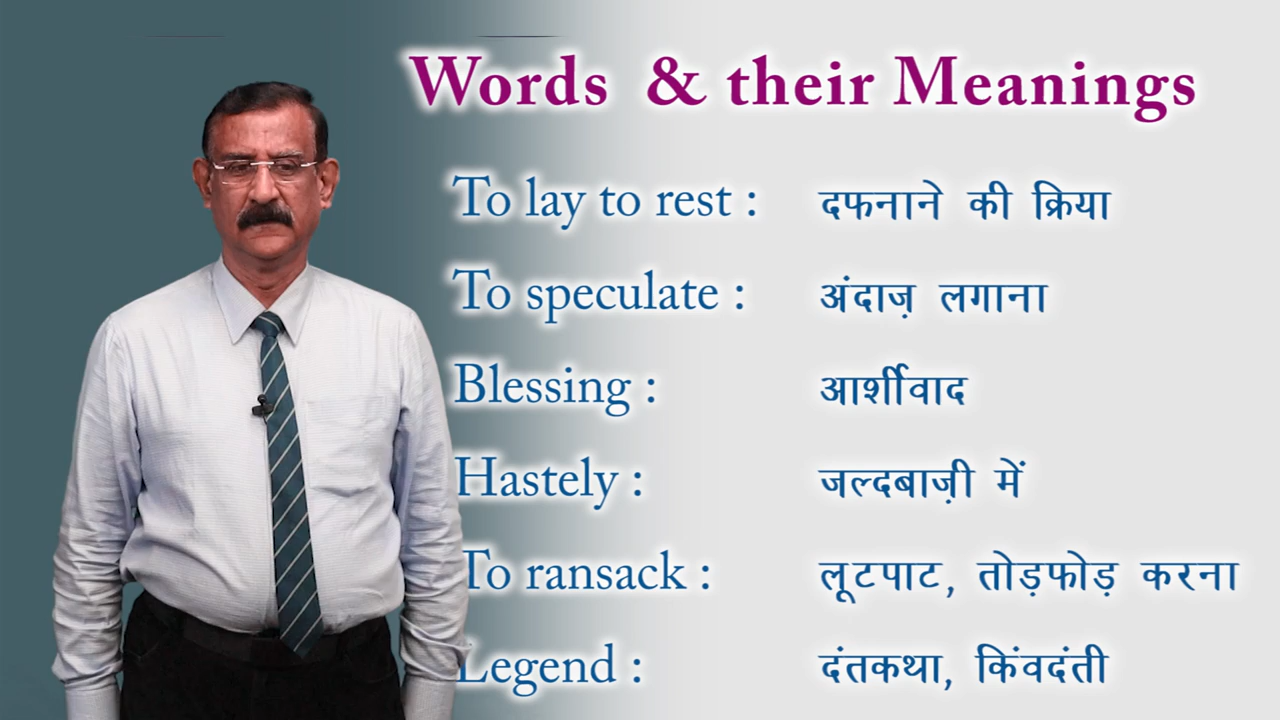 Words & their Meanings
To lay to rest : दफनाने की क्रिया
To speculate : अंदाज़ लगाना
Blessing : आर्शीवाद
Hastely : जल्दबाज़ी में
To ransack : लूटपाट, तोड़फोड़ करना
Legend : दंतकथा, किंवदंती